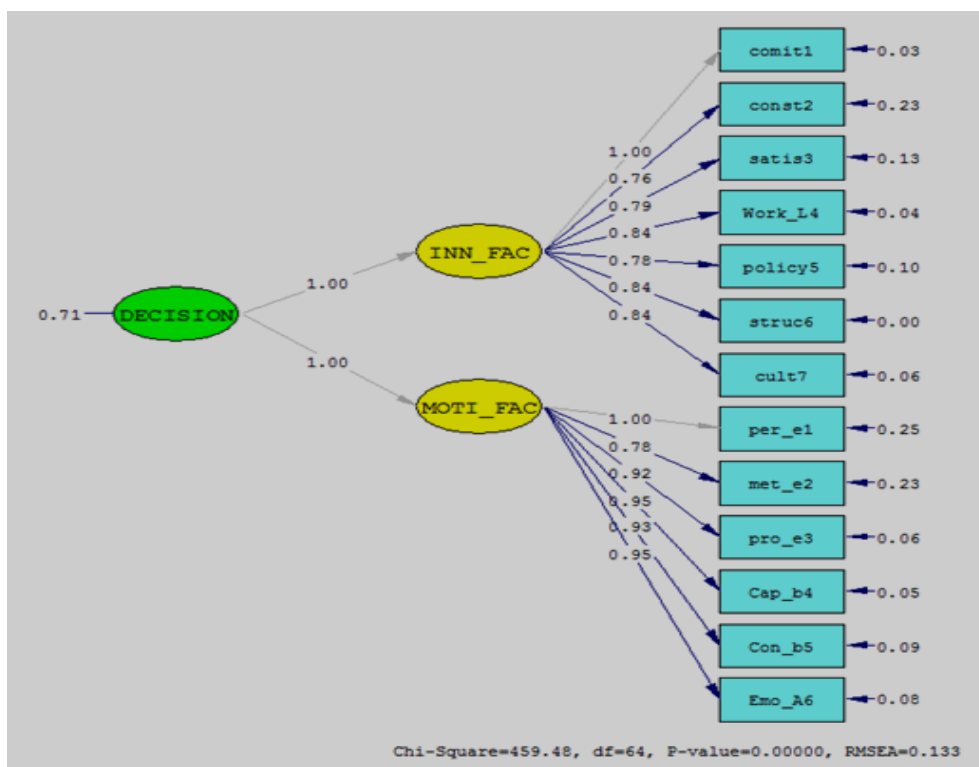 comit1
0.03
const2
0.23
satis3
0.13
Work_L4
0.04
policy5
0.10
struc6
0.00
cult7
0.06
per_e1
0.25
met_e2
0.23
pro_e3
0.06
Cap_b4
0.05
Con_b5
0.09
Emo_A6
0.08
1.00
0.76
0.79
0.84
0.78
0.84
0.84
INN_FAC
1.00
0.71
DECISION
1.00
MOTI_FAC
1.00
0.78
0.92
0.95
0.93
0.95
Chi-Square=459.48, df=64, P-value=0.00000, RMSEA=0.133